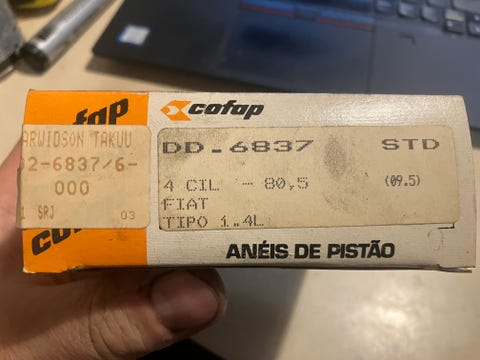 fap
ARWIDSON TAKUU
2-6837/6-
000
SRJ 03
cofap
DD-6837 STD
4 CIL - 80,5 (09.5)
FIAT
TIPO 1.4L
ANÉIS DE PISTÃO
cofap